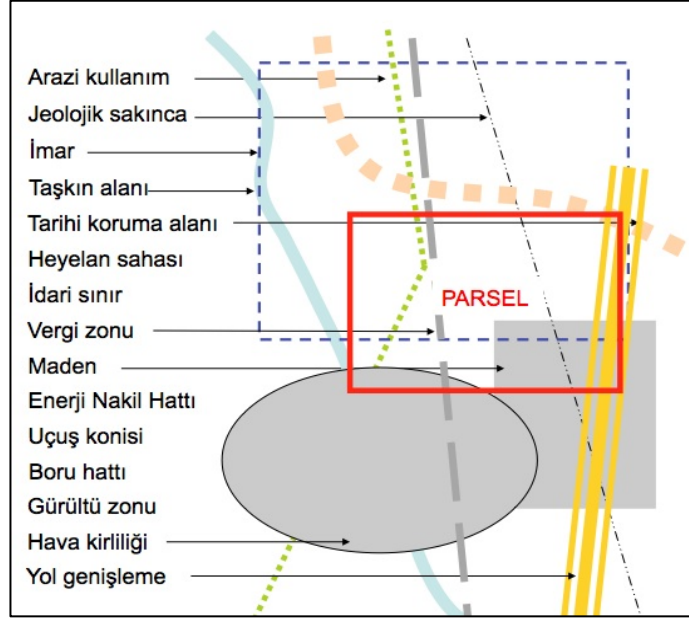 Arazi kullanım
Jeolojik sakınca
İmar
Taşkın alanı
Tarihi koruma alanı
Heyelan sahası
İdari sınır
PARSEL
Vergi zonu
Maden
Enerji Nakil Hattı
Uçuş konisi
Boru hattı
Gürültü zonu
Hava kirliliği
Yol genişleme